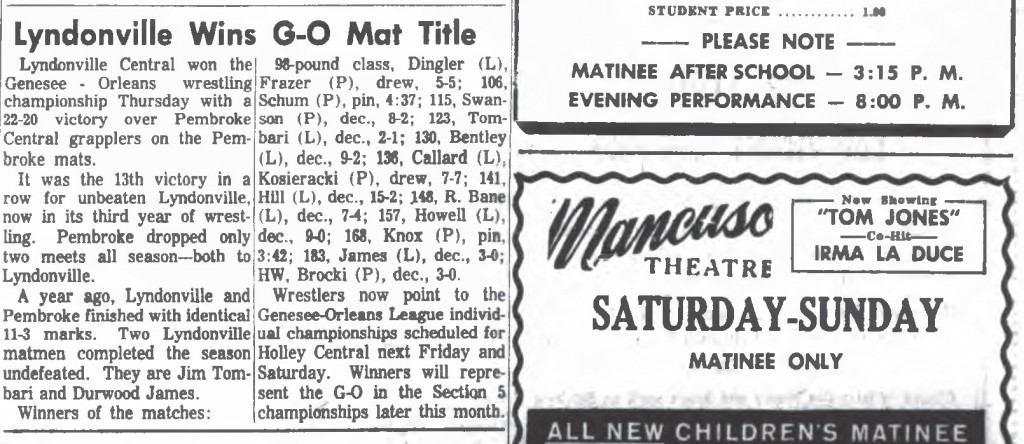 Lyndonville Wins G-O Mat Title
Lyndonville Central won the
Genesee - Orleans wrestling
championship Thursday with a
22-20 victory over Pembroke
Central grapplers on the Pem-
broke mats.
It was the 13th victory in a
row for unbeaten Lyndonville,
now in its third year of wrest-
ling. Pembroke dropped only
two meets all season—both to
Lyndonville.
A year ago, Lyndonville and
Pembroke finished with identical
11-3 marks. Two Lyndonville
matmen completed the season
undefeated. They are Jim Tom-
bari and Durwood James.
Winners of the matches:
98-pound class, Dingler (L),
Frazer (P), drew, 5-5; 106,
Schum (P), pin, 4:37; 115, Swan-
son (P), dec., 8-2; 123, Tom-
bari (L), dec., 2-1; 130, Bentley
(L), dec., 9-2; 136, Callard (L),
Kosieracki (P), drew, 7-7; 141,
Hill (L), dec., 15-2; 148, R. Bane
(L), dec., 7-4; 157, Howell (L),
dec., 9-0; 168, Knox (P), pin,
3:42; 183, James (L), dec., 3-0;
HW, Brocki (P), dec., 3-0.
Wrestlers now point to the
Genesee-Orleans League individ-
ual championships scheduled for
Holley Central next Friday and
Saturday. Winners will repre-
sent the G-O in the Section 5
championships later this month.
STUDENT PRICE ........... 1.00
—— PLEASE NOTE ——
MATINEE AFTER SCHOOL — 3:15 P. M.
EVENING PERFORMANCE — 8:00 P. M.
Mancuso
THEATRE
Now Showing
"TOM JONES"
—Co-Hit—
IRMA LA DUCE
SATURDAY-SUNDAY
MATINEE ONLY
ALL NEW CHILDREN'S MATINEE